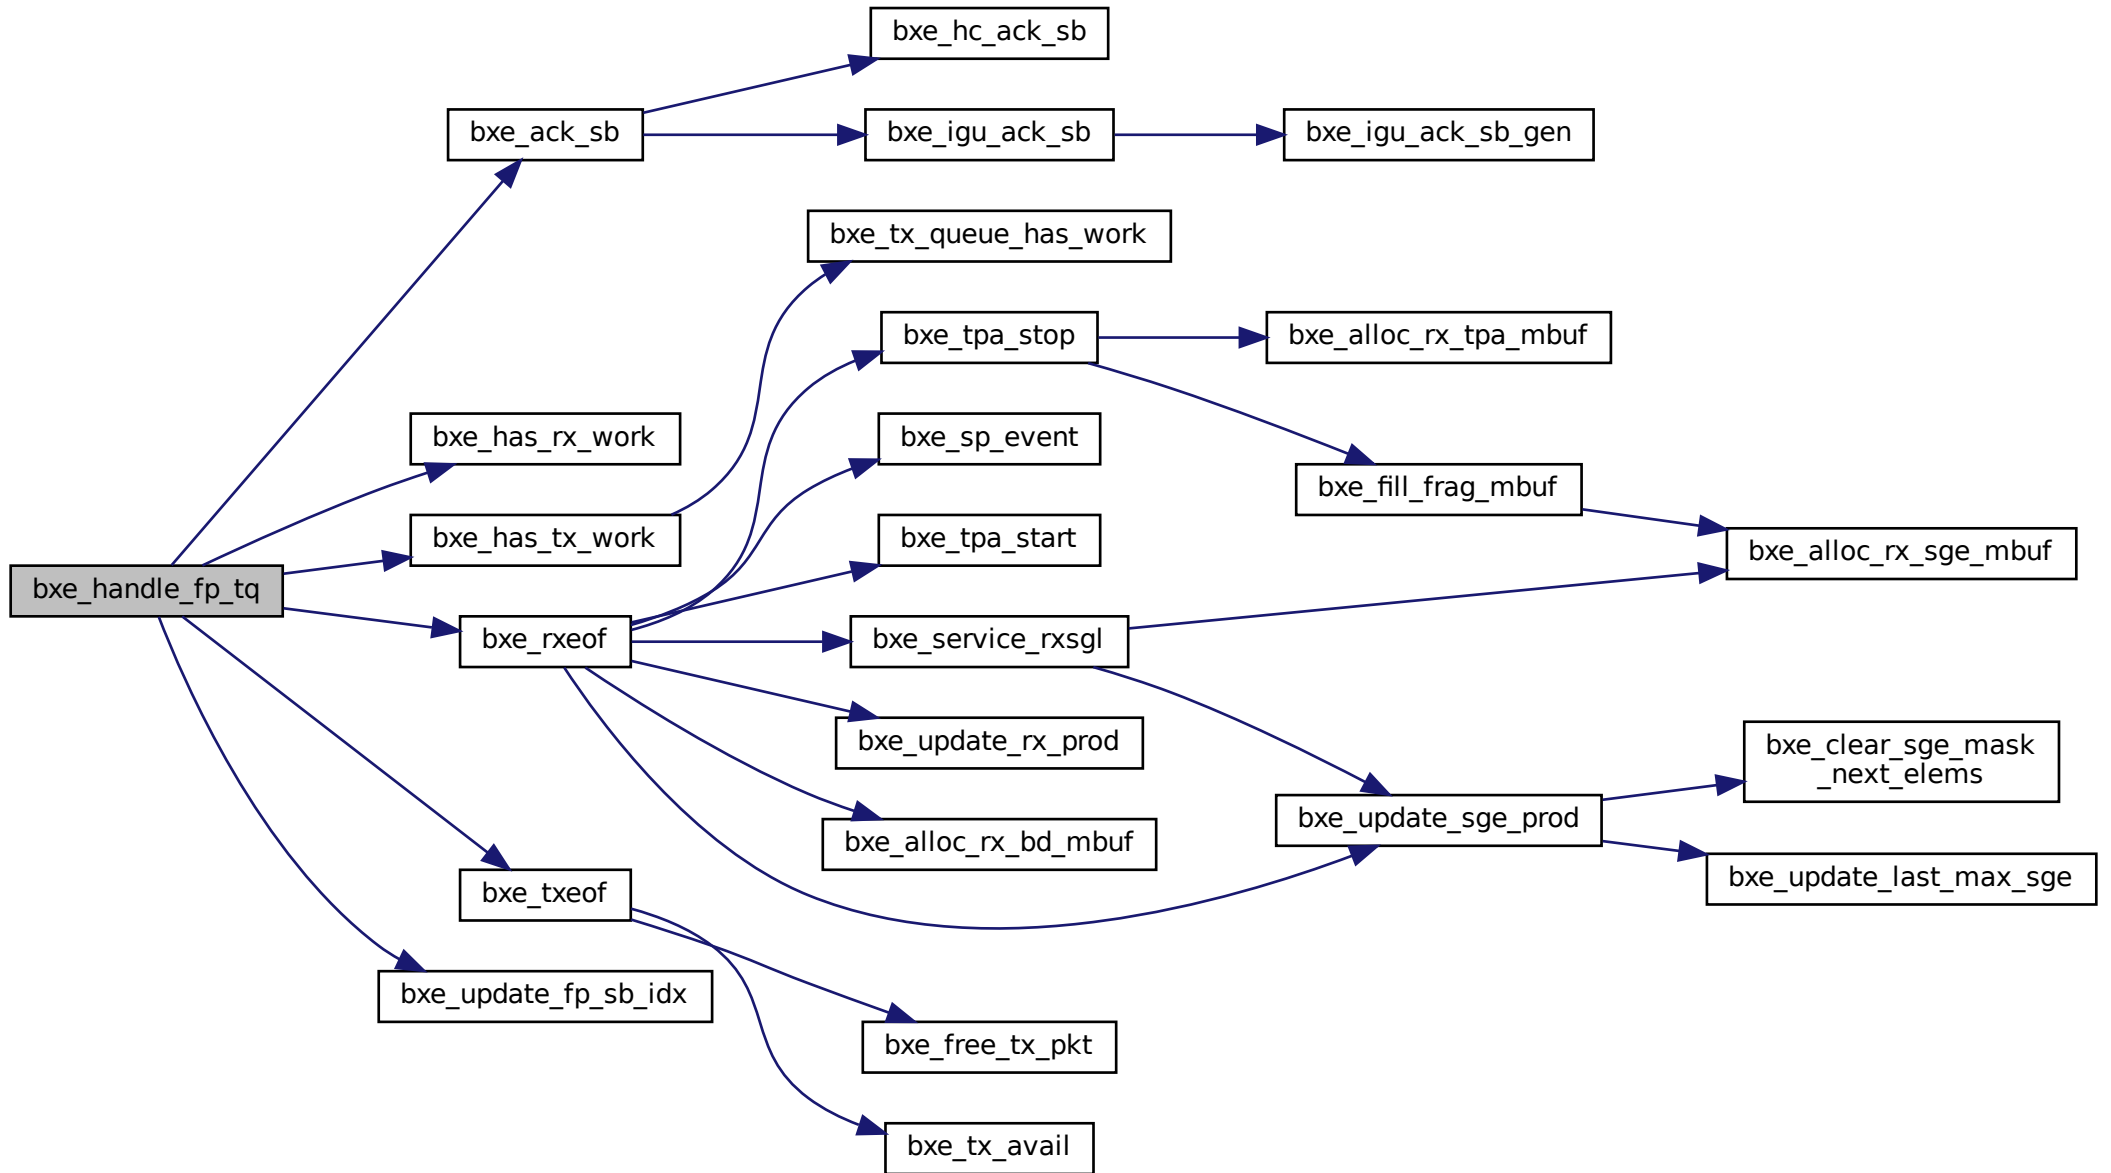 bxe_hc_ack_sb
bxe_ack_sb
bxe_igu_ack_sb
bxe_igu_ack_sb_gen
bxe_tx_queue_has_work
bxe_tpa_stop
bxe_alloc_rx_tpa_mbuf
bxe_has_rx_work
bxe_sp_event
bxe_fill_frag_mbuf
bxe_has_tx_work
bxe_tpa_start
bxe_alloc_rx_sge_mbuf
bxe_handle_fp_tq
bxe_rxeof
bxe_service_rxsgl
bxe_update_rx_prod
bxe_clear_sge_mask
_next_elems
bxe_update_sge_prod
bxe_alloc_rx_bd_mbuf
bxe_update_last_max_sge
bxe_txeof
bxe_update_fp_sb_idx
bxe_free_tx_pkt
bxe_tx_avail